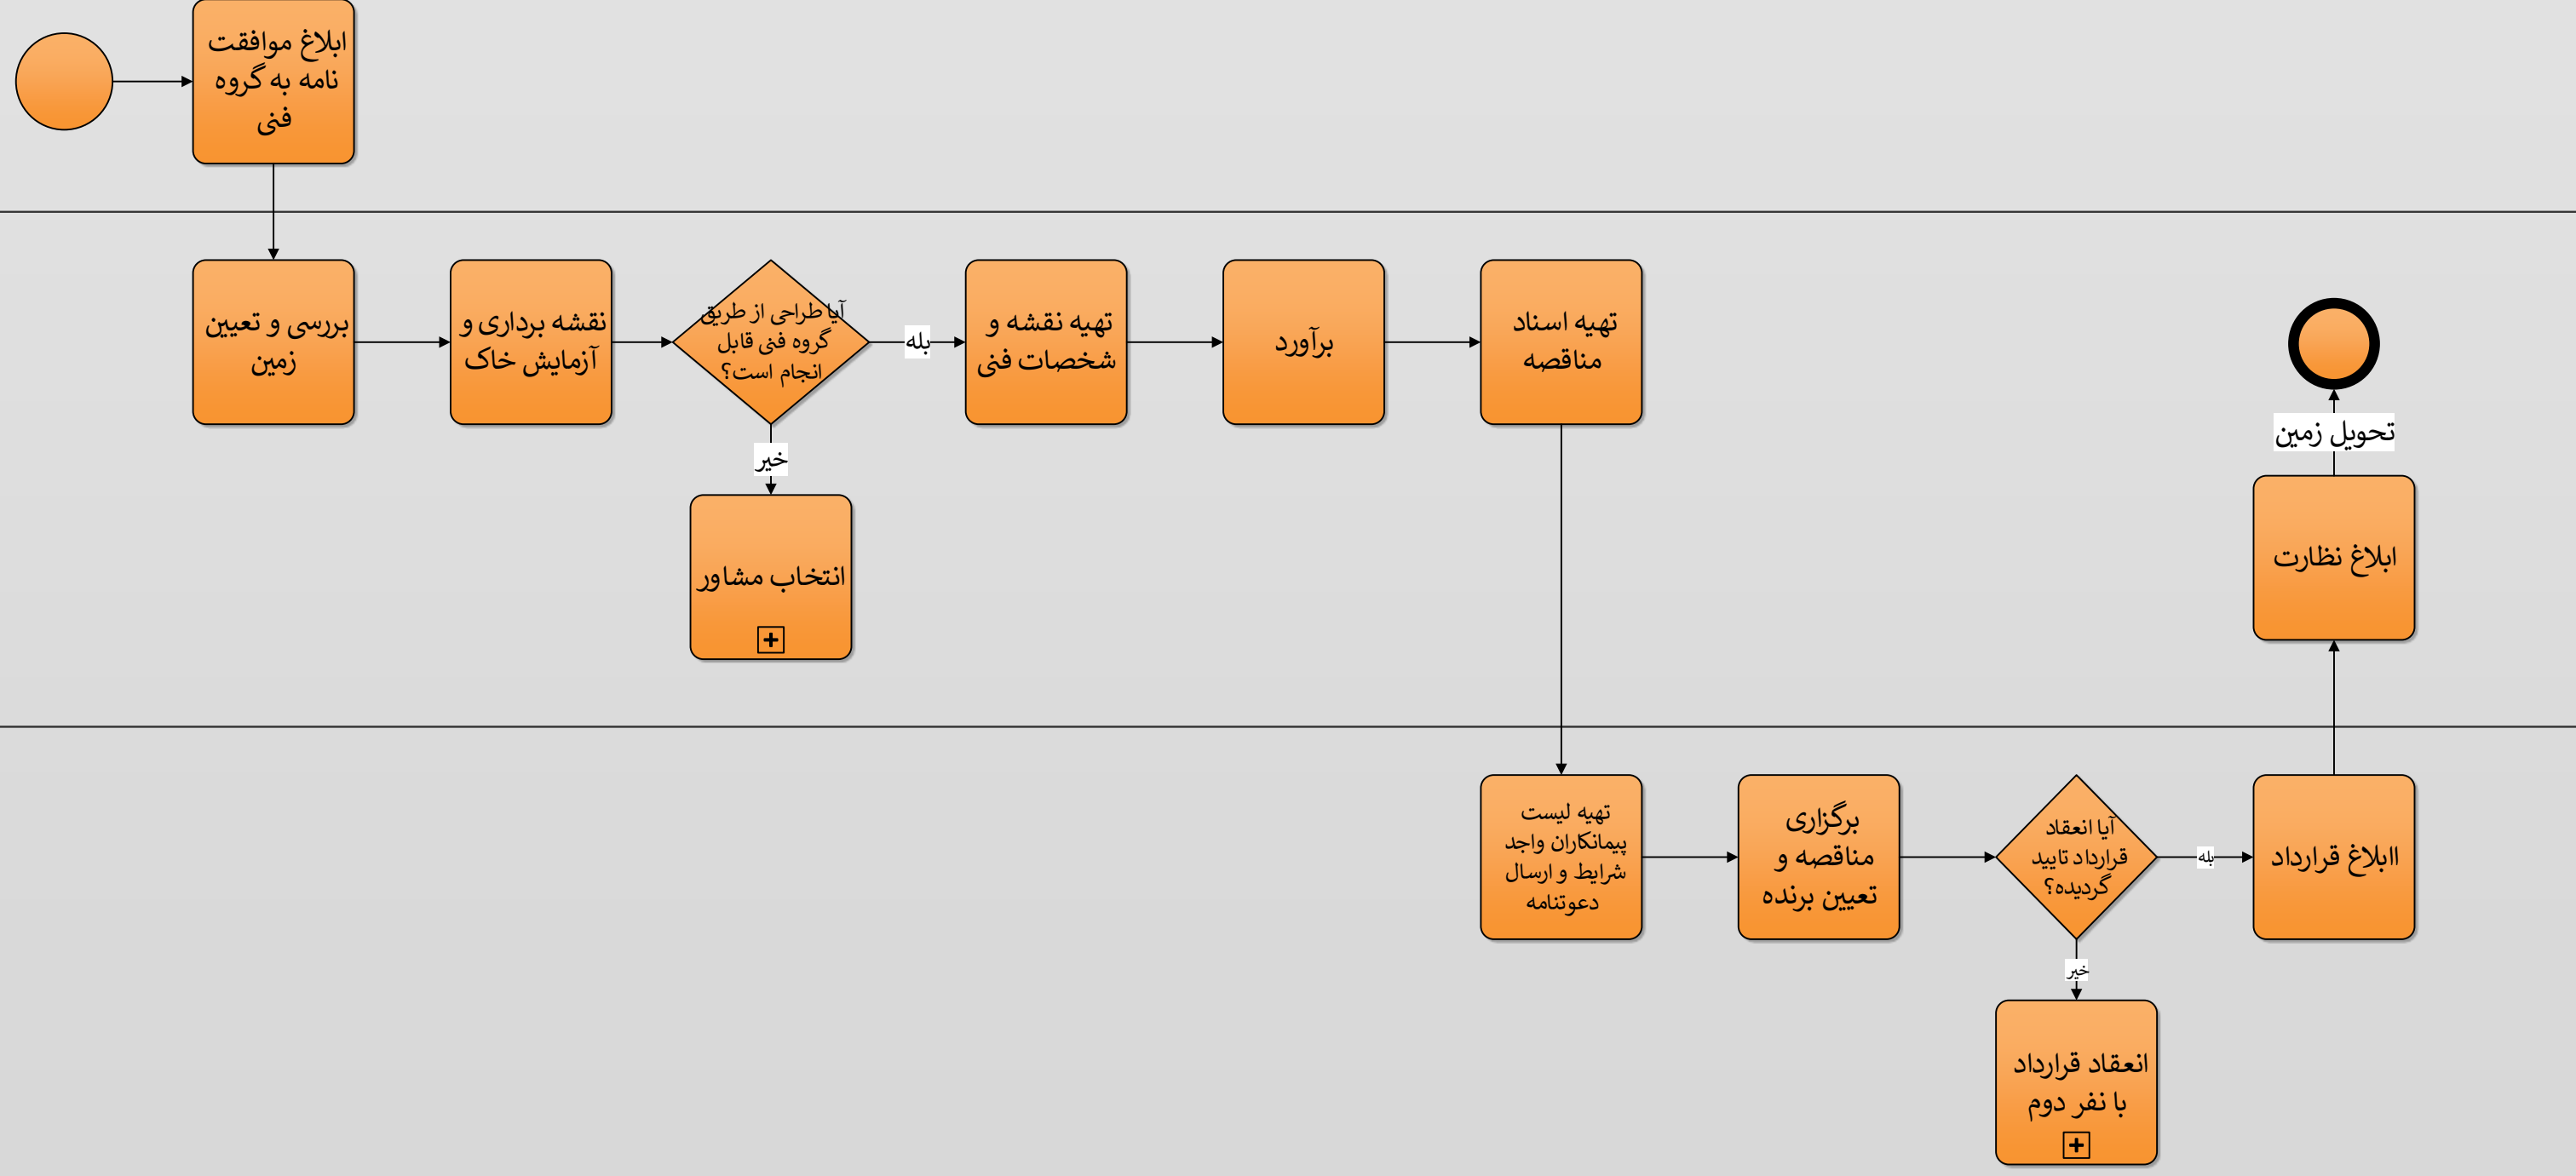 ابلاغ موافقت
نامه به گروه
فنی
بررسی و تعیین
زمین
نقشه برداری و
آزمایش خاک
آیا طراحی از طریق
گروه فنی قابل
انجام است؟
بله
تهیه نقشه و
شخصات فنی
برآورد
تهیه اسناد
مناقصه
خیر
انتخاب مشاور
تحویل زمین
ابلاغ نظارت
تهیه لیست
پیمانکاران واجد
شرایط و ارسال
دعوتنامه
برگزاری
مناقصه و
تعیین برنده
آیا انعقاد
قرارداد تایید
گردیده؟
بله
اابلاغ قرارداد
خیر
انعقاد قرارداد
با نفر دوم